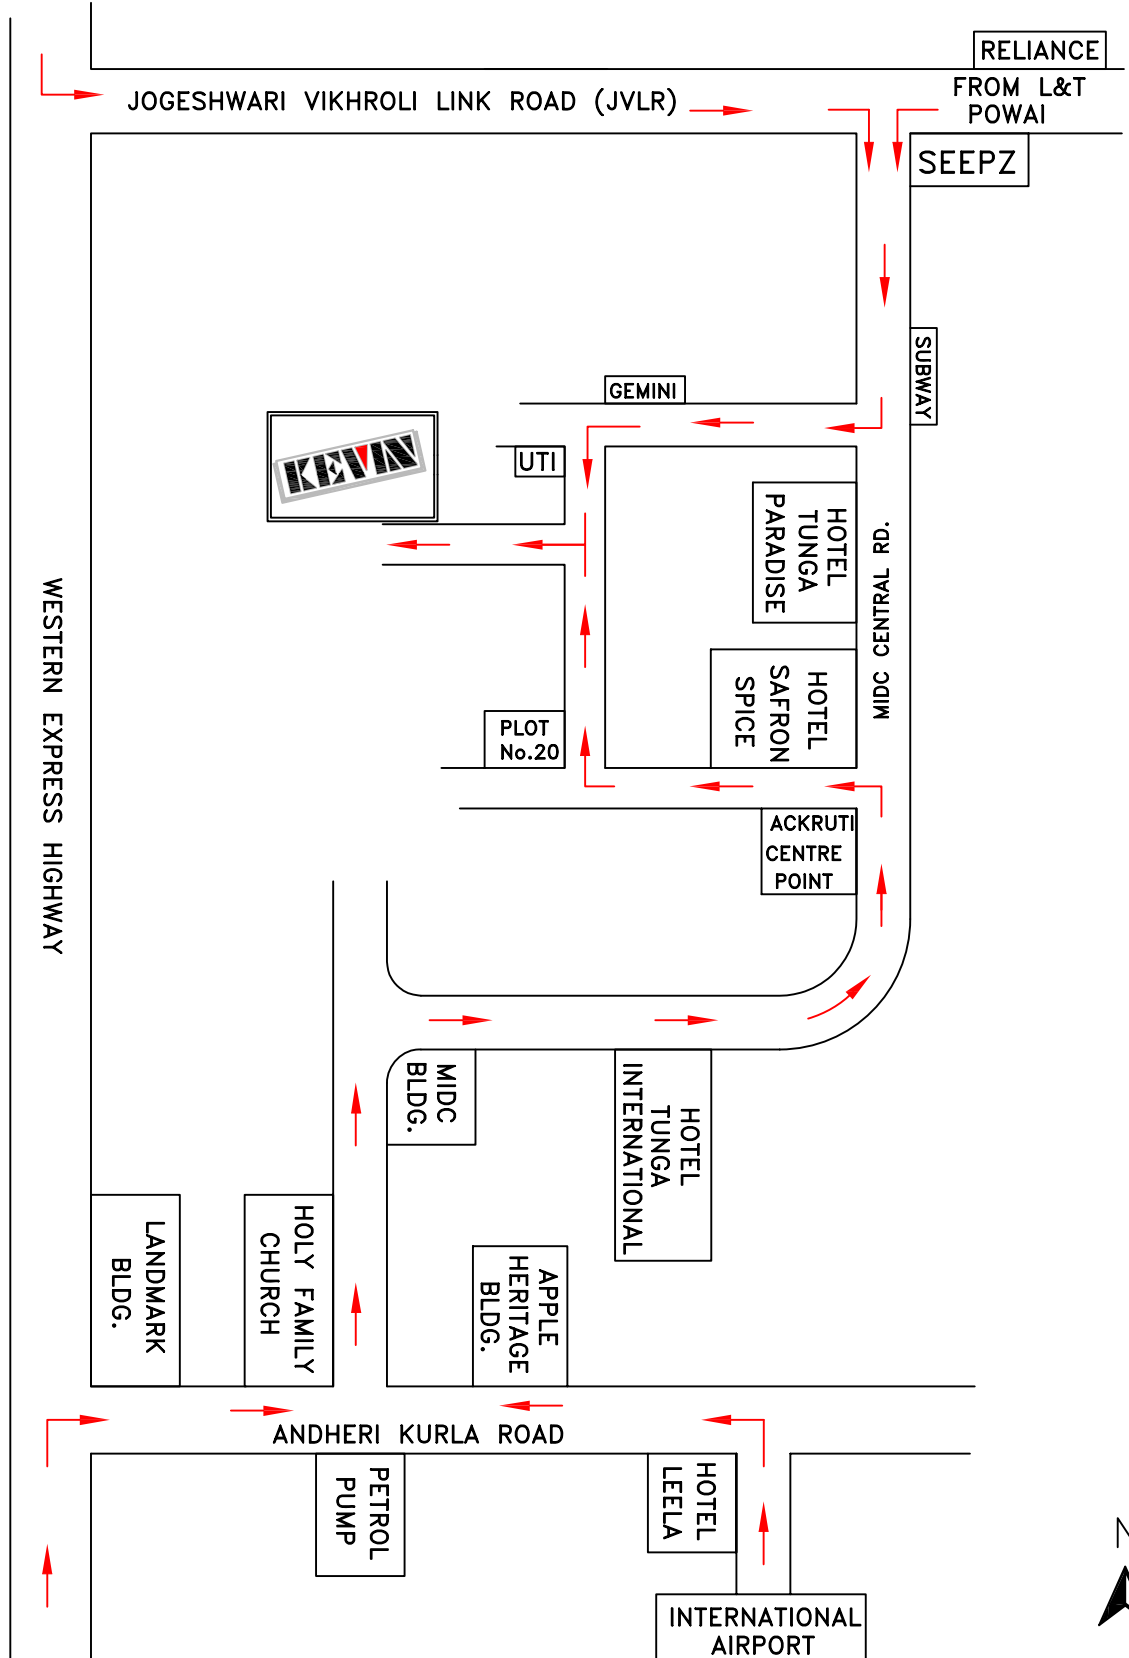 RELIANCE
JOGESHWARI VIKHROLI LINK ROAD (JVLR)
FROM L&T
POWAI
SEEPZ
SUBWAY
GEMINI
KEVIN
UTI
HOTEL
TUNGA
PARADISE
MIDC CENTRAL RD.
WESTERN EXPRESS HIGHWAY
HOTEL
SAFRON
SPICE
PLOT
No.20
ACKRUTI
CENTRE
POINT
MIDC
BLDG.
HOTEL
TUNGA
INTERNATIONAL
LANDMARK
BLDG.
HOLY FAMILY
CHURCH
APPLE
HERITAGE
BLDG.
ANDHERI KURLA ROAD
PETROL
PUMP
HOTEL
LEELA
N
INTERNATIONAL
AIRPORT